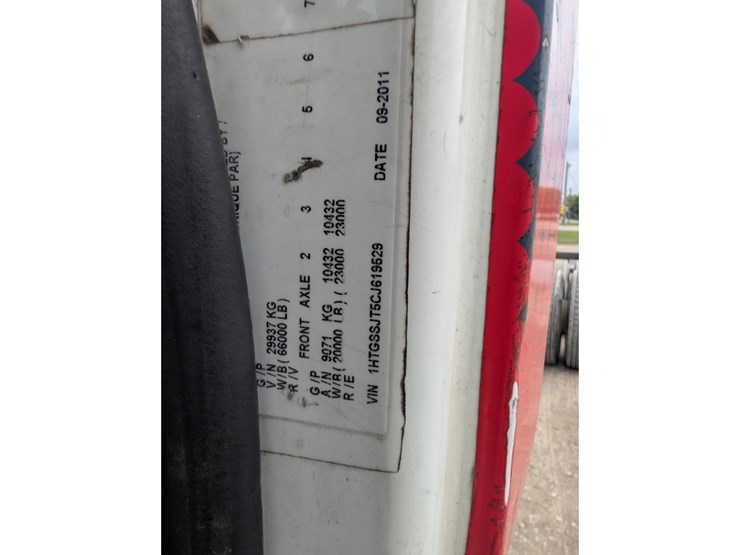 IQUE PAR)
G/P
V/N 29937 KG
W/B ( 66000 LB)
R/V FRONT AXLE 2 3 4 5 6 7
G/P
A/N 9071 KG 10432 10432
W/R( 20000 LB)( 23000 23000
R/E
VIN 1HTGSSJT5CJ619529 DATE 09-2011